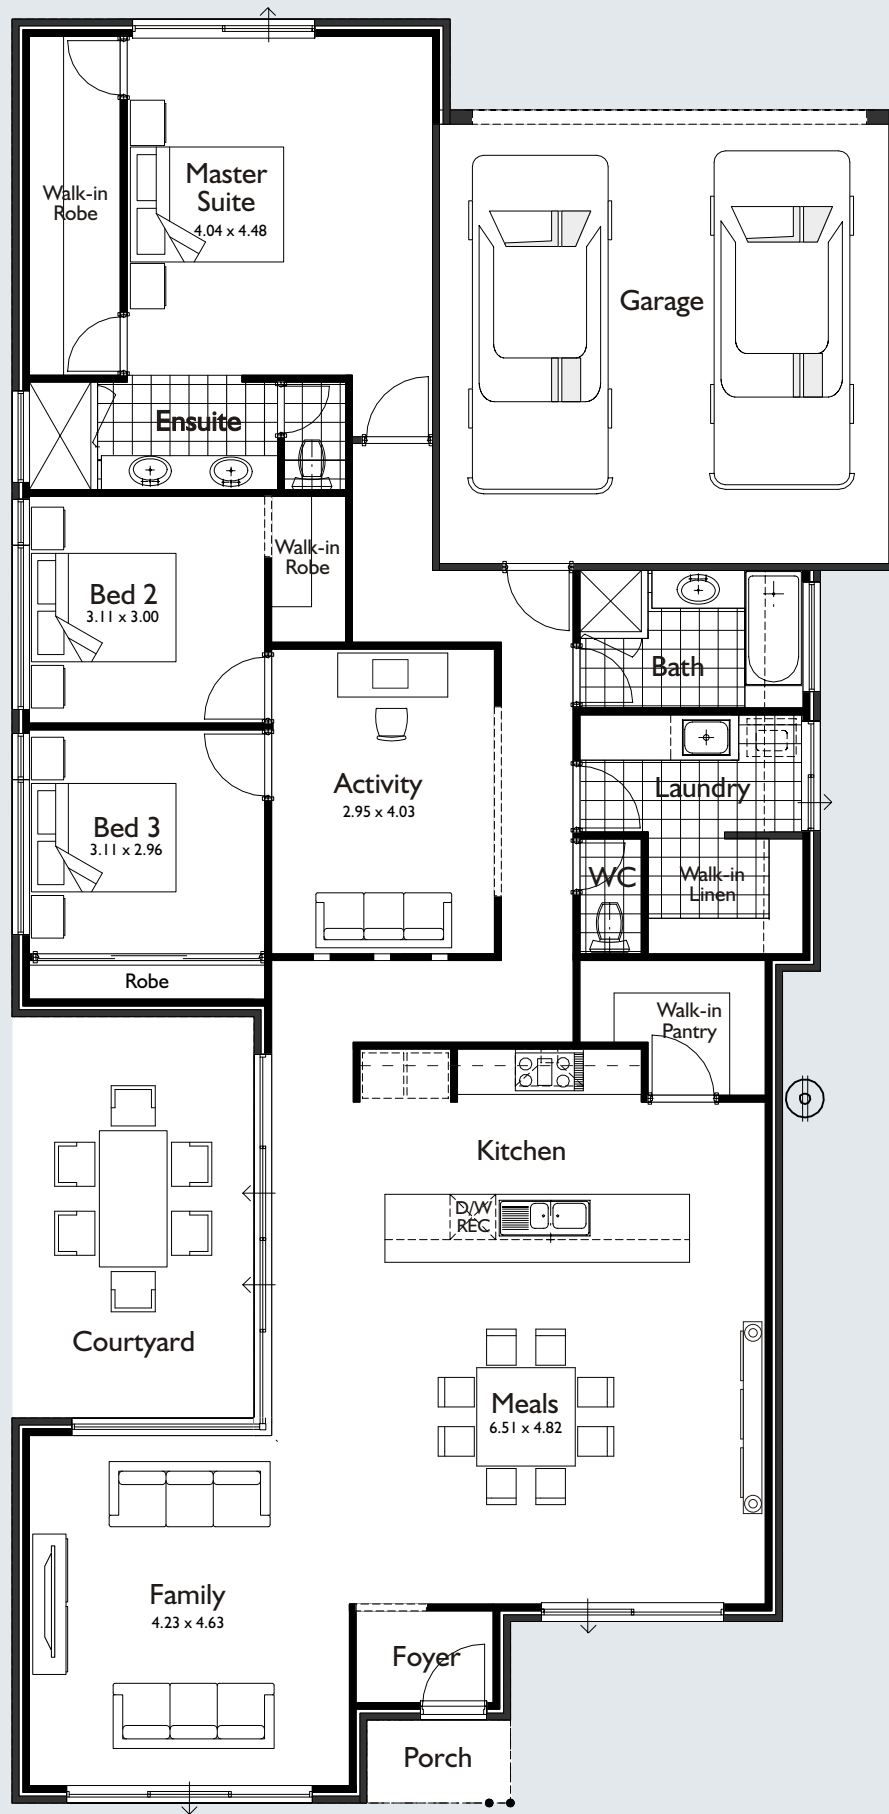 Master
Suite
4.04 x 4.48
Walk-in
Robe
Garage
Ensuite
Walk-in
Robe
Bed 2
3.11 x 3.00
Bath
Activity
2.95 x 4.03
Laundry
Bed 3
3.11 x 2.96
WC
Walk-in
Linen
Robe
Walk-in
Pantry
Kitchen
D/W
REC
Courtyard
Meals
6.51 x 4.82
Family
4.23 x 4.63
Foyer
Porch